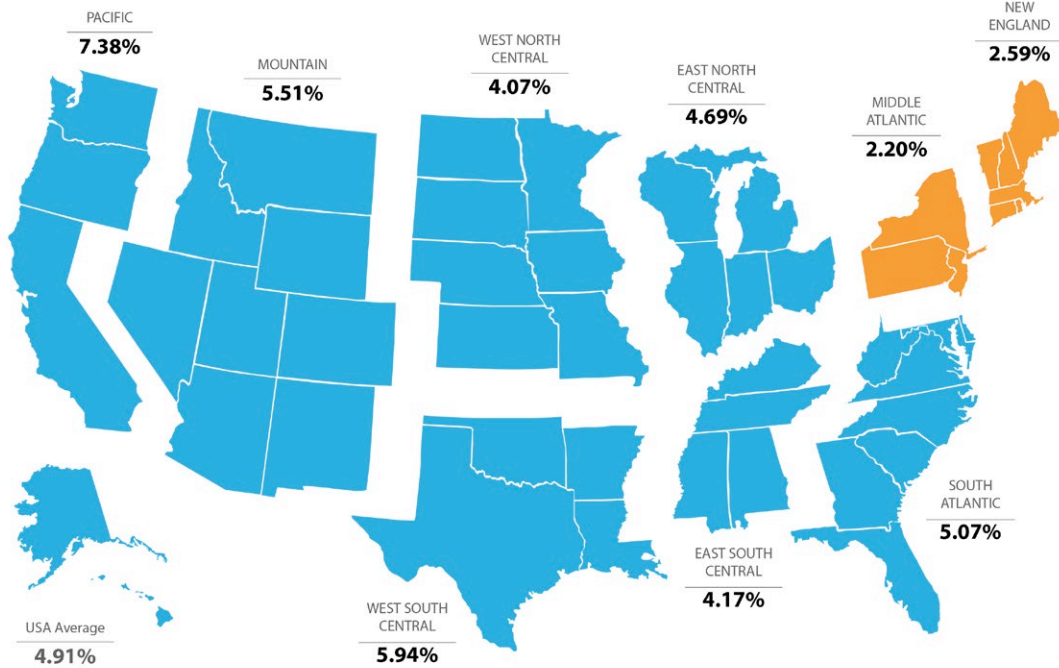 PACIFIC
7.38%
MOUNTAIN
5.51%
WEST NORTH
CENTRAL
4.07%
EAST NORTH
CENTRAL
4.69%
MIDDLE
ATLANTIC
2.20%
NEW
ENGLAND
2.59%
USA Average
4.91%
WEST SOUTH
CENTRAL
5.94%
EAST SOUTH
CENTRAL
4.17%
SOUTH
ATLANTIC
5.07%